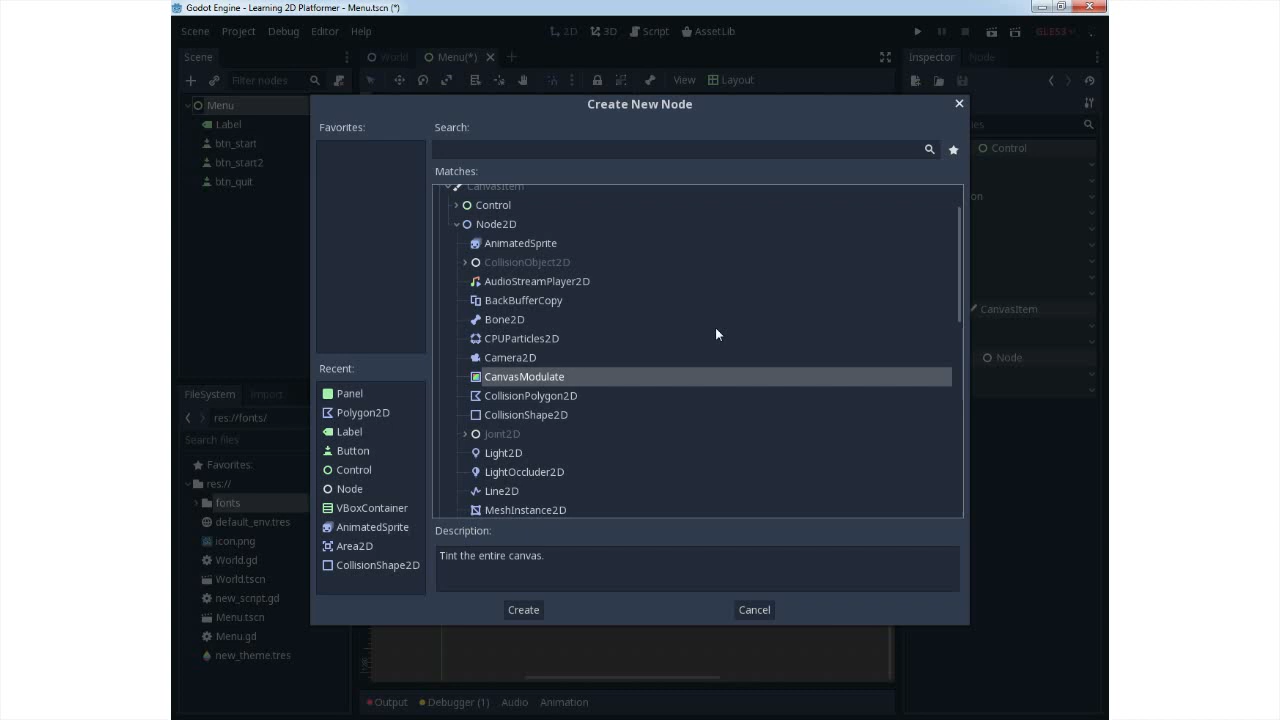 Godot Engine - Learning 2D Platformer - Menu.tscn (*)
Scene Project Debug Editor Help
2D 3D Script AssetLib
GLES3
Scene
World
Menu(*)
Inspector Node
Filter nodes
View
Layout
Menu
Label
btn_start
btn_start2
btn_quit
Create New Node
Favorites:
Search:
Matches:
CanvasItem
Control
Node2D
AnimatedSprite
CollisionObject2D
AudioStreamPlayer2D
BackBufferCopy
Bone2D
CPUParticles2D
Camera2D
CanvasModulate
CollisionPolygon2D
CollisionShape2D
Joint2D
Light2D
LightOccluder2D
Line2D
MeshInstance2D
Recent:
Panel
Polygon2D
Label
Button
Control
Node
VBoxContainer
AnimatedSprite
Area2D
CollisionShape2D
Description:
Tint the entire canvas.
Create
Cancel
Control
CanvasItem
Node
FileSystem Import
res://fonts/
Search files
Favorites:
res://
fonts
default_env.tres
icon.png
World.gd
World.tscn
new_script.gd
Menu.tscn
Menu.gd
new_theme.tres
Output
Debugger (1)
Audio
Animation